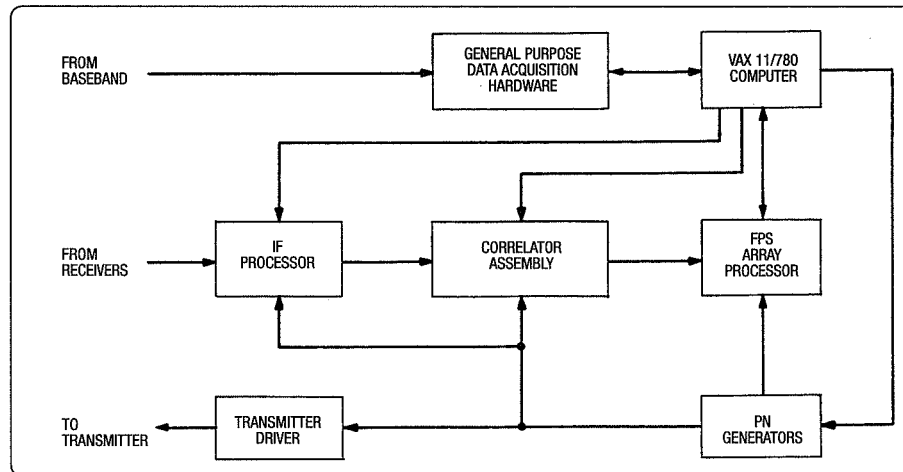 FROM
BASEBAND
GENERAL PURPOSE
DATA ACQUISITION
HARDWARE
VAX 11/780
COMPUTER
FROM
RECEIVERS
IF
PROCESSOR
CORRELATOR
ASSEMBLY
FPS
ARRAY
PROCESSOR
TO
TRANSMITTER
TRANSMITTER
DRIVER
PN
GENERATORS